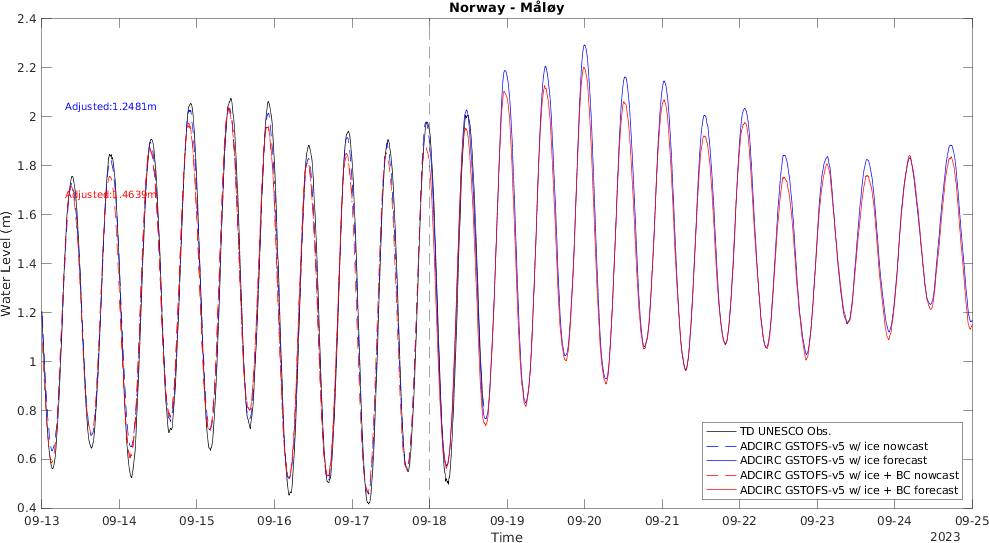 Norway - Måløy
2.4
2.2
2
1.8
1.6
1.4
1.2
1
0.8
0.6
0.4
Water Level (m)
Adjusted:1.2481m
Adjusted:1.4639m
TD UNESCO Obs.
ADCIRC GSTOFS-v5 w/ ice nowcast
ADCIRC GSTOFS-v5 w/ ice forecast
ADCIRC GSTOFS-v5 w/ ice + BC nowcast
ADCIRC GSTOFS-v5 w/ ice + BC forecast
09-13 09-14 09-15 09-16 09-17 09-18 09-19 09-20 09-21 09-22 09-23 09-24 09-25
Time
2023